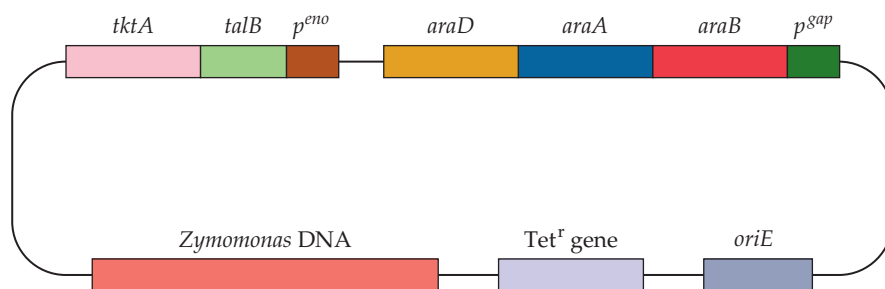 tktA talB p^eno araD araA araB p^gap
Zymomonas DNA Tet^r gene oriE